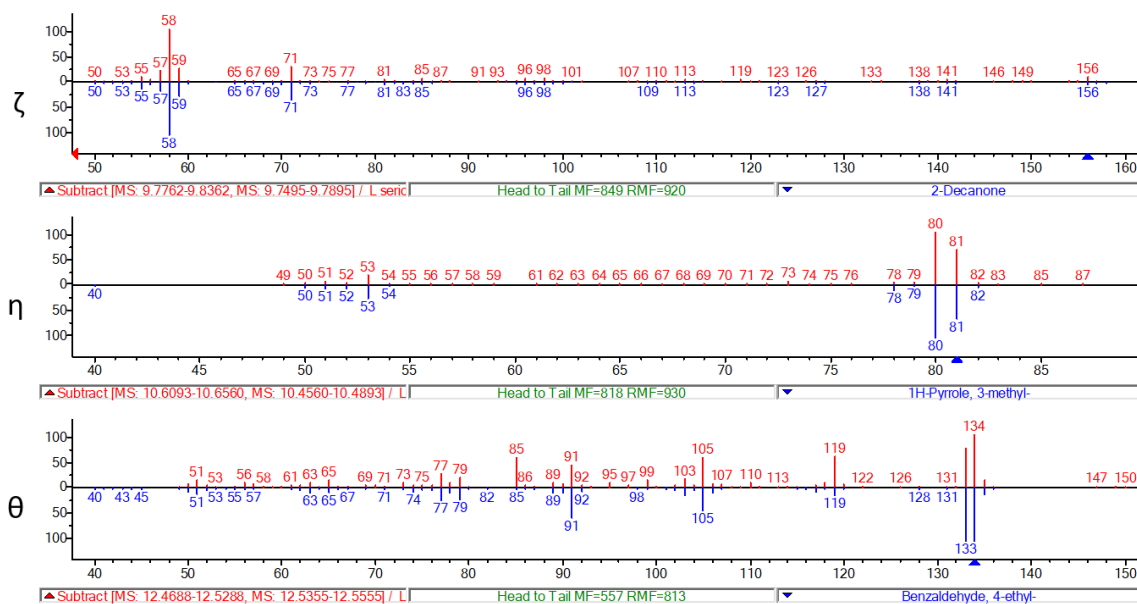 100
58
50
50 53 55 57 59 65 67 69 71 73 75 77 81 85 87 91 93 96 98 101 107 110 113 119 123 126 133 138 141 146 149 156
0
50 53 55 57 59 65 67 69 71 73 77 81 83 85 96 98 109 113 123 127 138 141 156
ζ
50
100
58
50 60 70 80 90 100 110 120 130 140 150 160
Subtract [MS: 9.7762-9.8362, MS: 9.7495-9.7895] / L seric Head to Tail MF=849 RMF=920 2-Decanone
100
80
81
50
49 50 51 52 53 54 55 56 57 58 59 61 62 63 64 65 66 67 68 69 70 71 72 73 74 75 76 78 79 82 83 85 87
0
40 50 51 52 53 54 78 79 82
η
50
81
100
80
40 45 50 55 60 65 70 75 80 85
Subtract [MS: 10.6093-10.6560, MS: 10.4560-10.4893] / L Head to Tail MF=818 RMF=930 1H-Pyrrole, 3-methyl-
100
134
50
51 53 56 58 61 63 65 69 71 73 75 77 79 85 86 89 91 92 95 97 99 103 105 107 110 113 119 122 126 131 147 150
0
40 43 45 51 53 55 57 63 65 67 71 74 77 79 82 85 89 91 92 98 105 119 128 131
θ
50
100
133
40 50 60 70 80 90 100 110 120 130 140 150
Subtract [MS: 12.4688-12.5288, MS: 12.5355-12.5555] / L Head to Tail MF=557 RMF=813 Benzaldehyde, 4-ethyl-